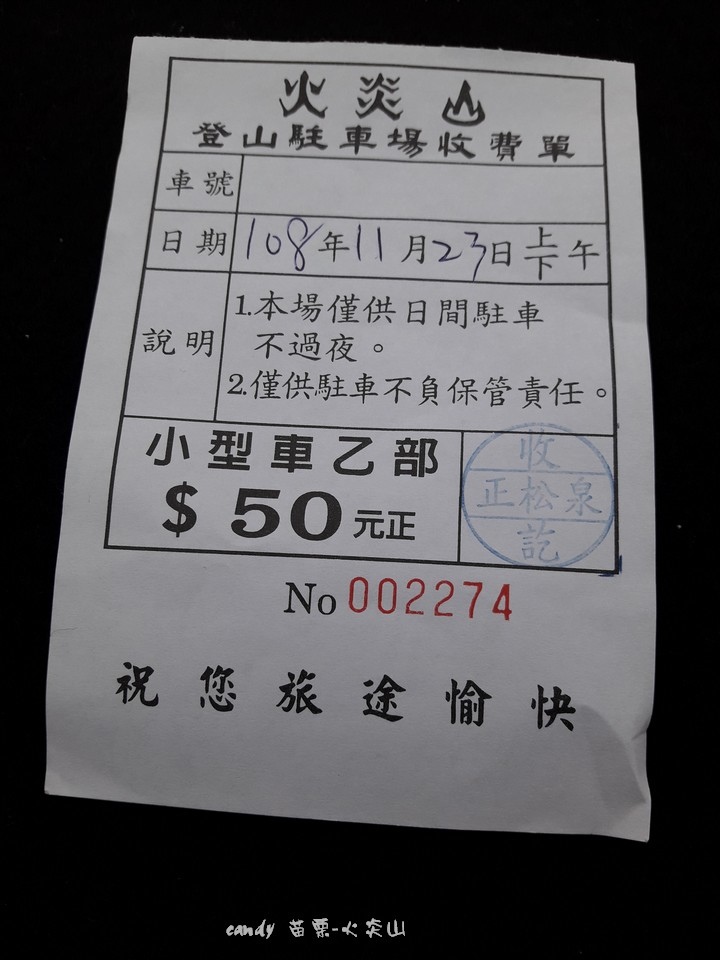 火炎山
登山駐車場收費單
車號
日期 108年11月23日 上下午
說明
1.本場僅供日間駐車
不過夜。
2.僅供駐車不負保管責任。
小型車乙部
$ 50元正
收
正松泉
訖
No 002274
祝您旅途愉快
candy 苗栗-火炎山